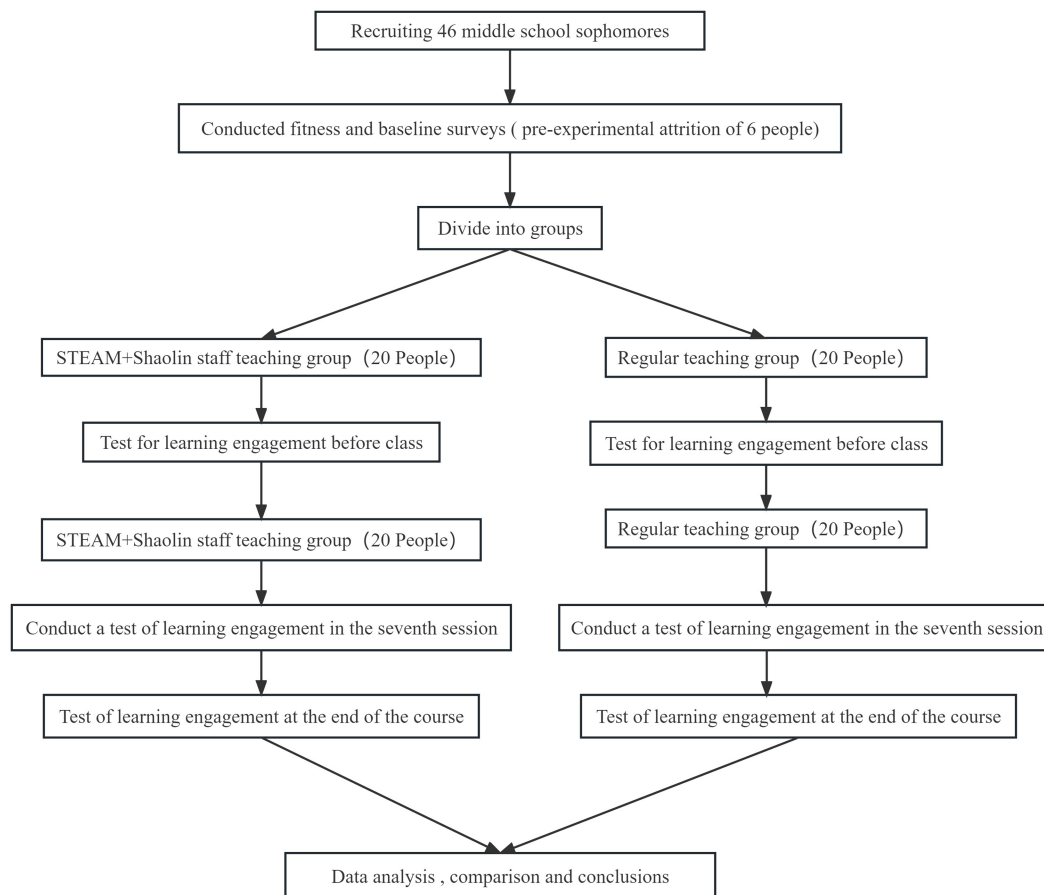 Recruiting 46 middle school sophomores
Conducted fitness and baseline surveys ( pre-experimental attrition of 6 people)
Divide into groups
STEAM+Shaolin staff teaching group（20 People）
Regular teaching group（20 People）
Test for learning engagement before class
Test for learning engagement before class
STEAM+Shaolin staff teaching group（20 People）
Regular teaching group（20 People）
Conduct a test of learning engagement in the seventh session
Conduct a test of learning engagement in the seventh session
Test of learning engagement at the end of the course
Test of learning engagement at the end of the course
Data analysis , comparison and conclusions